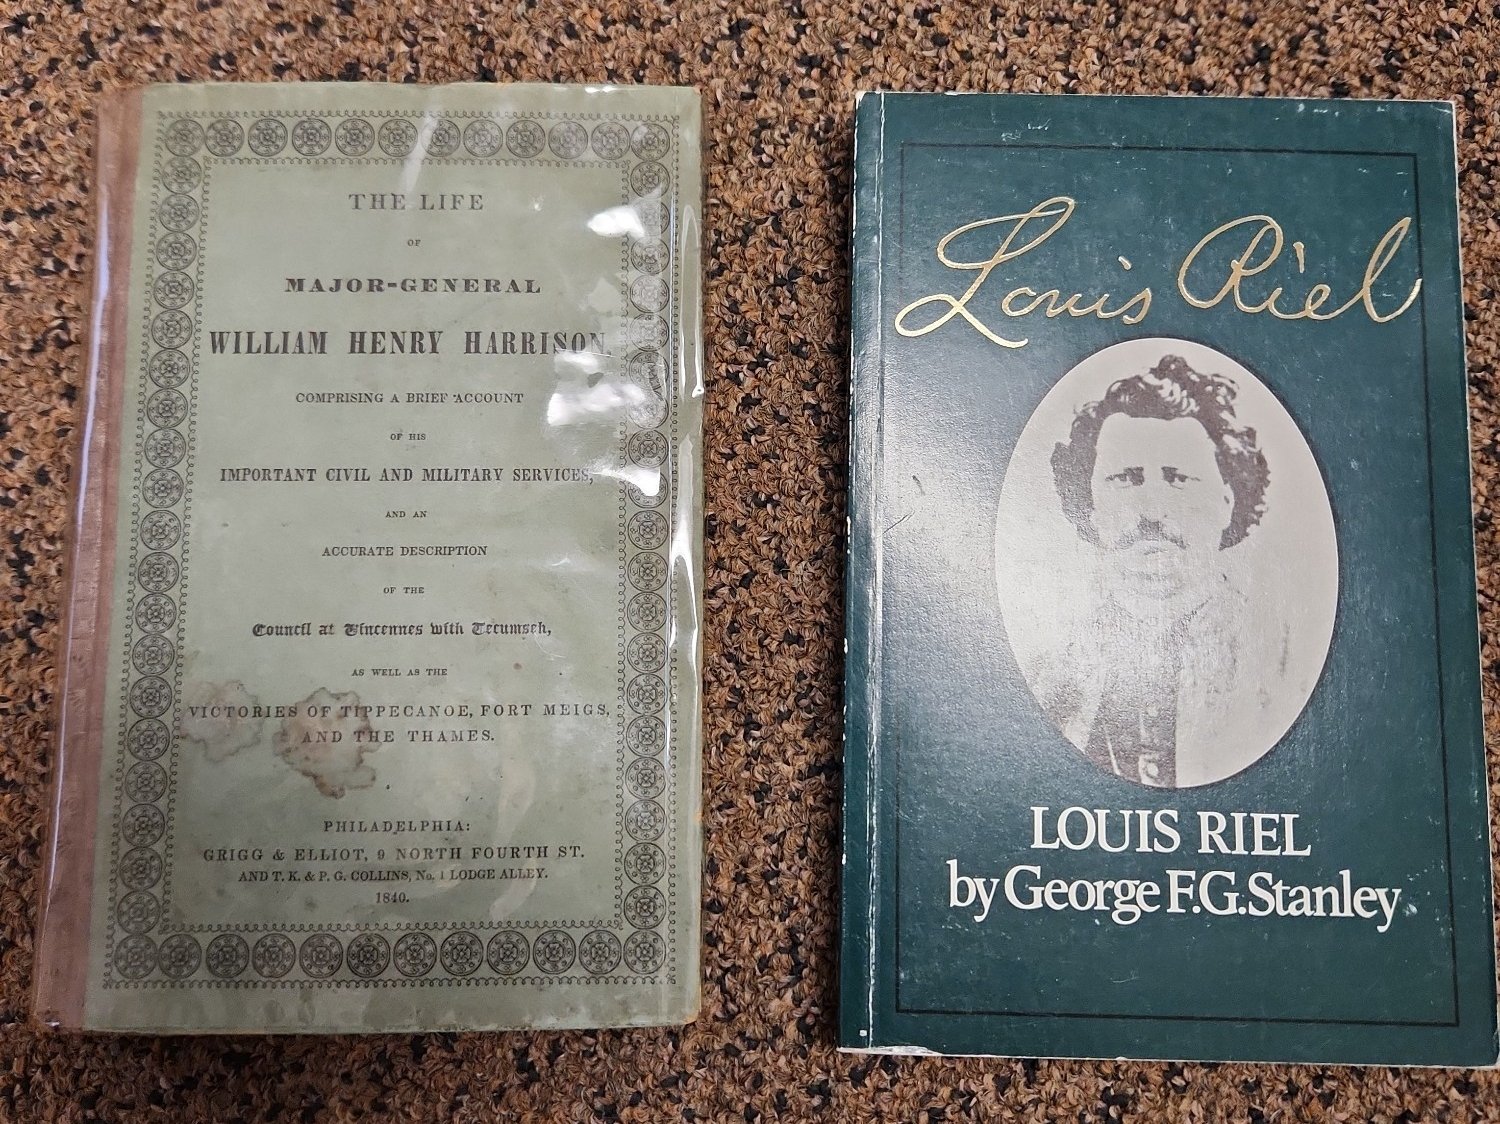 THE LIFE
OF
MAJOR-GENERAL
WILLIAM HENRY HARRISON,
COMPRISING A BRIEF ACCOUNT
OF HIS
IMPORTANT CIVIL AND MILITARY SERVICES,
AND AN
ACCURATE DESCRIPTION
OF THE
Council at Vincennes with Tecumseh,
AS WELL AS THE
VICTORIES OF TIPPECANOE, FORT MEIGS,
AND THE THAMES.
PHILADELPHIA:
GRIGG & ELLIOT, 9 NORTH FOURTH ST.
AND T. K. & P. G. COLLINS, No. 1 LODGE ALLEY.
1840.
Louis Riel
LOUIS RIEL
by George F.G. Stanley